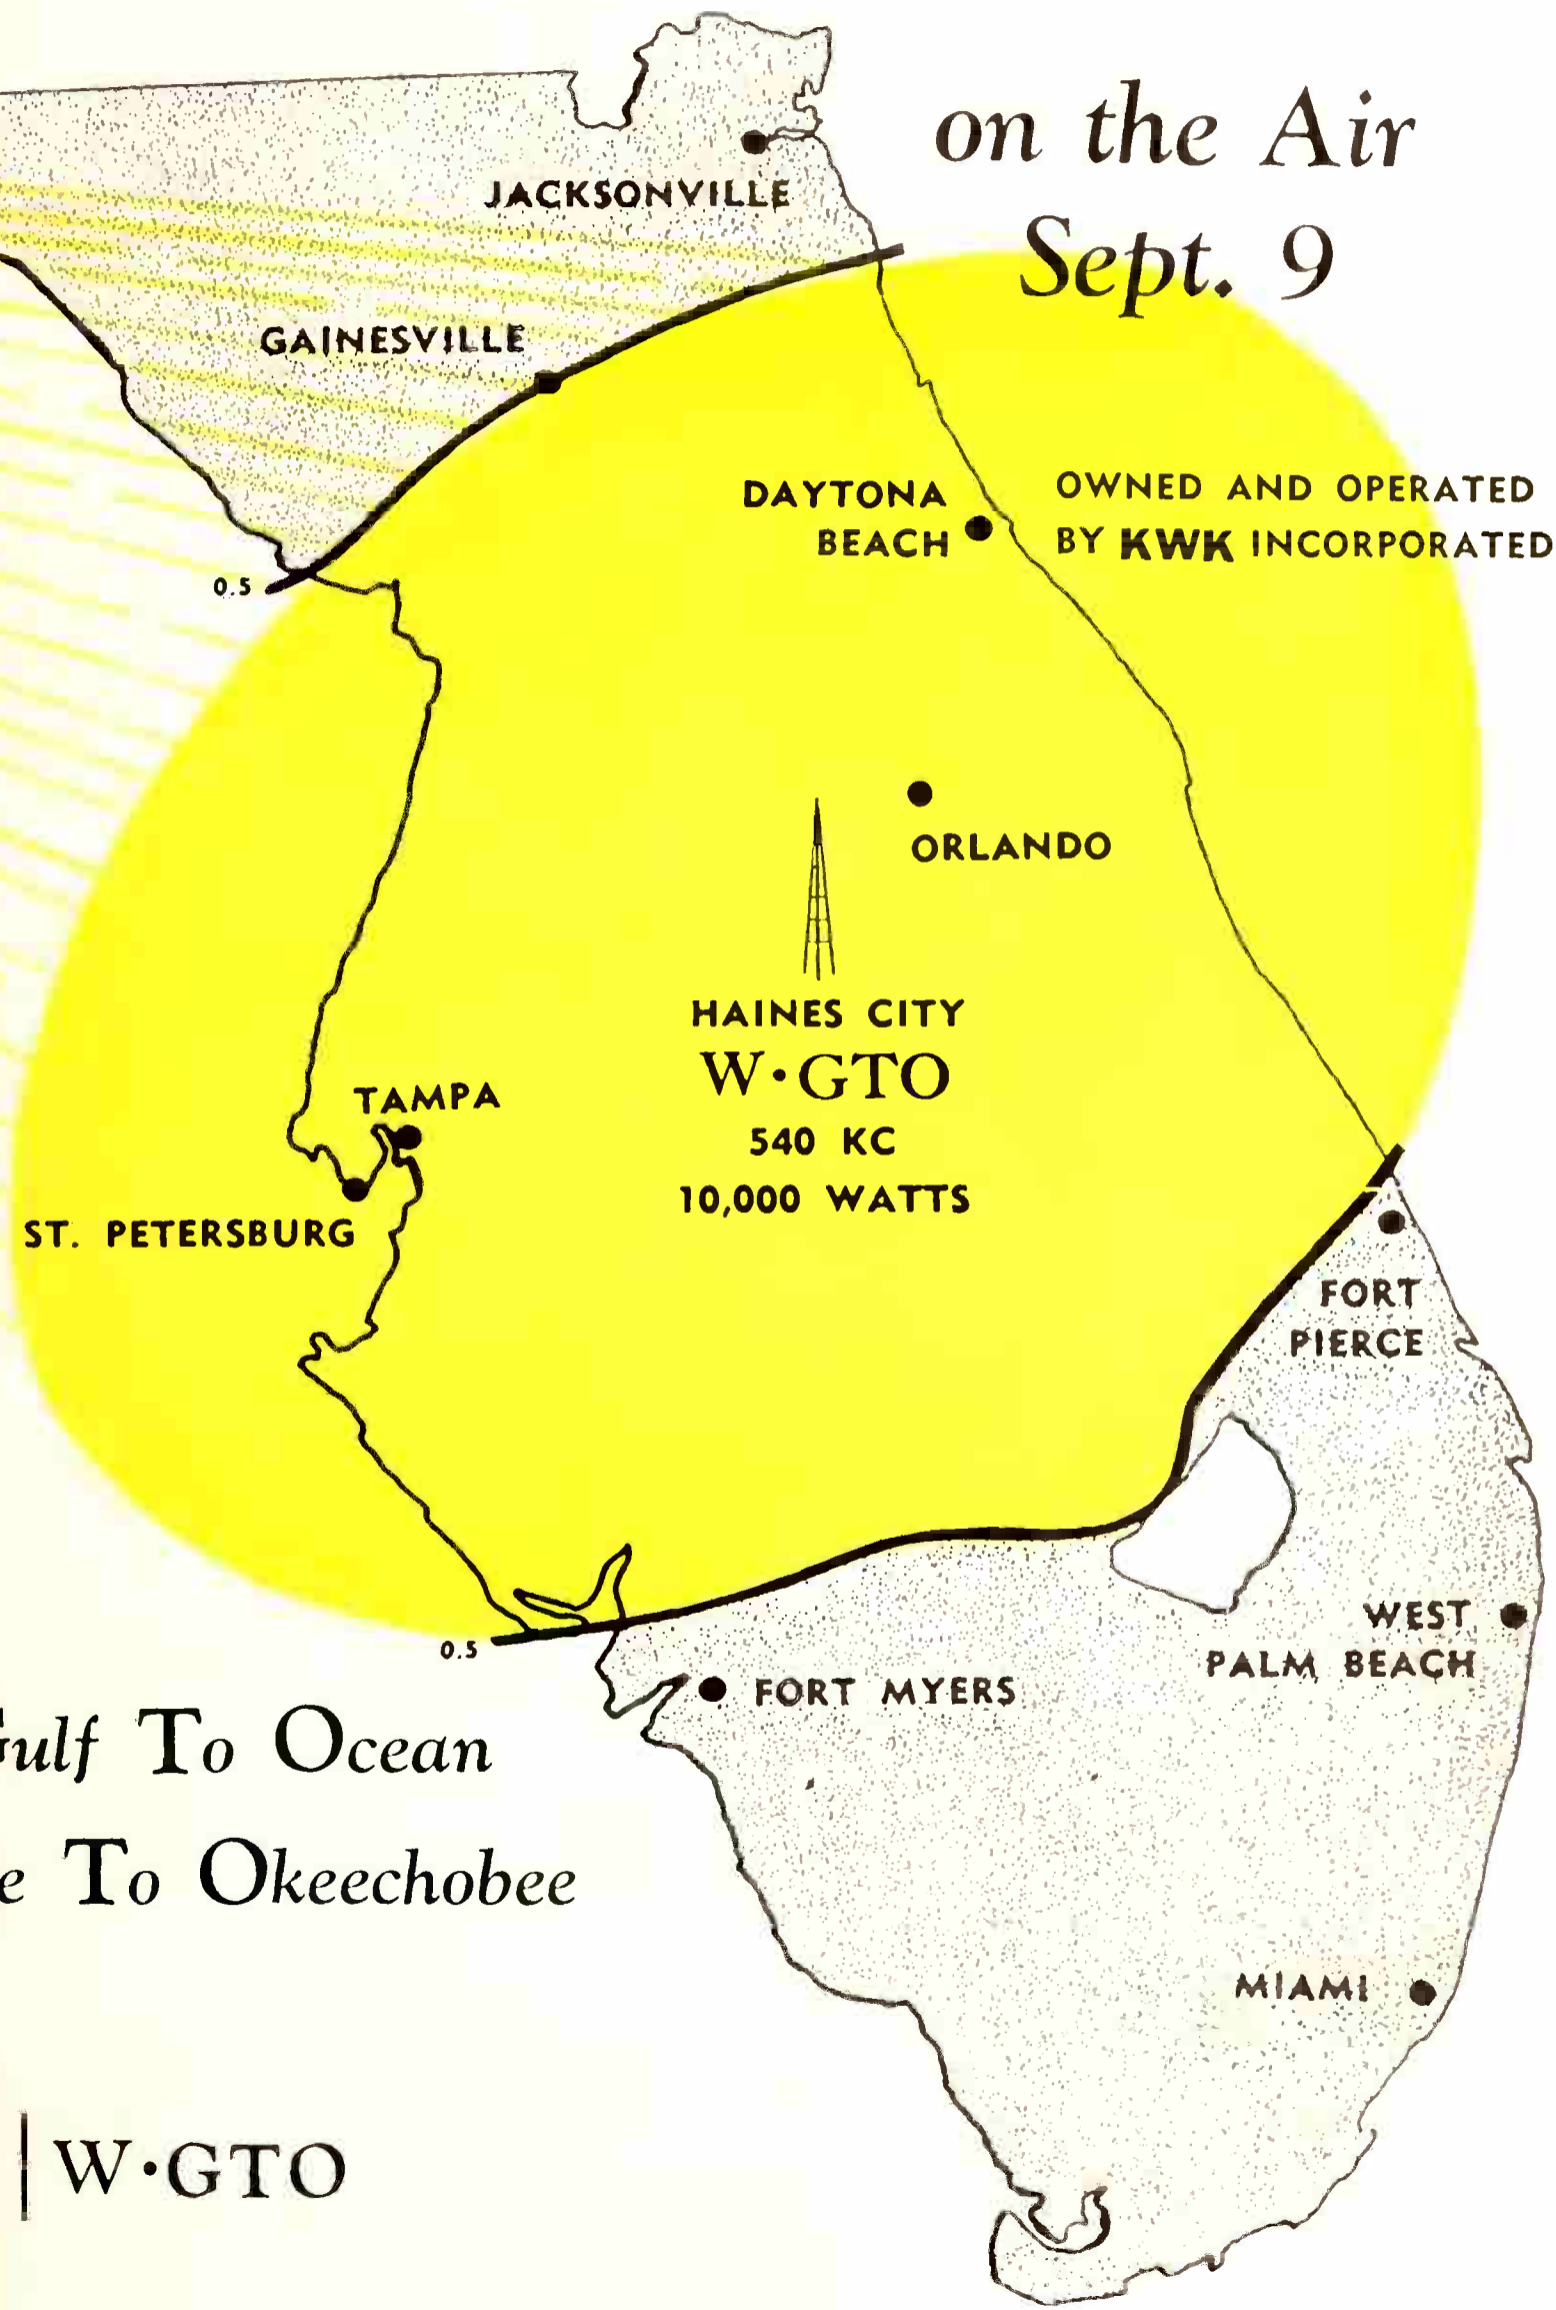 on the Air
Sept. 9
JACKSONVILLE
GAINESVILLE
DAYTONA
BEACH
OWNED AND OPERATED
BY KWK INCORPORATED
0.5
ORLANDO
HAINES CITY
W·GTO
540 KC
10,000 WATTS
TAMPA
ST. PETERSBURG
FORT
PIERCE
WEST
PALM BEACH
0.5
FORT MYERS
ulf To Ocean
e To Okeechobee
MIAMI
W·GTO